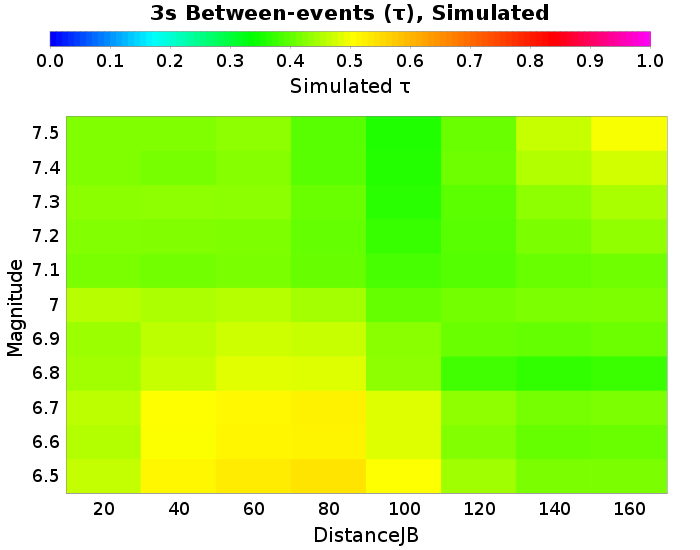 3s Between-events (τ), Simulated
0.0 0.1 0.2 0.3 0.4 0.5 0.6 0.7 0.8 0.9 1.0
Simulated τ
7.5
7.4
7.3
7.2
7.1
7
6.9
6.8
6.7
6.6
6.5
Magnitude
20 40 60 80 100 120 140 160
DistanceJB